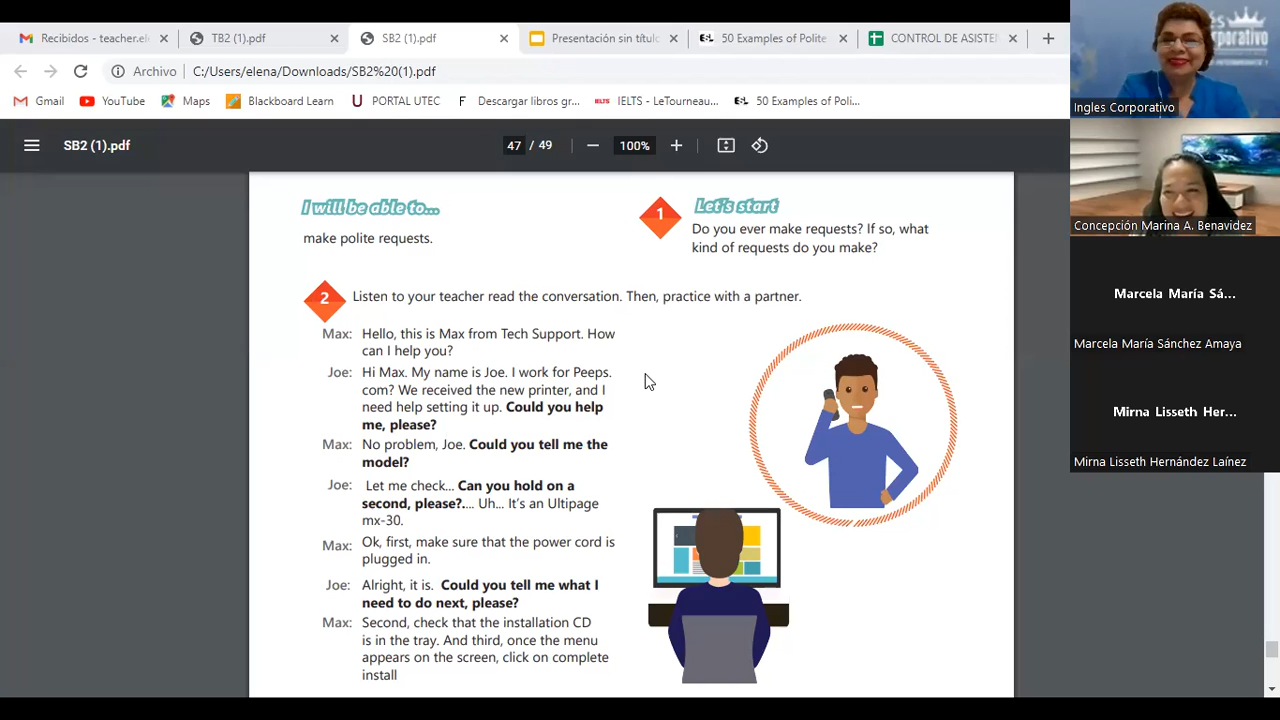 Recibidos - teacher.el
TB2 (1).pdf
SB2 (1).pdf
Presentación sin títul
50 Examples of Polite
CONTROL DE ASISTE
Archivo
C:/Users/elena/Downloads/SB2%20(1).pdf
Gmail
YouTube
Maps
Blackboard Learn
PORTAL UTEC
Descargar libros gr...
IELTS - LeTourneau...
50 Examples of Poli...
SB2 (1).pdf
47 / 49
100%
I will be able to...
make polite requests.
1
Let's start
Do you ever make requests? If so, what
kind of requests do you make?
2
Listen to your teacher read the conversation. Then, practice with a partner.
Max: Hello, this is Max from Tech Support. How
can I help you?
Joe: Hi Max. My name is Joe. I work for Peeps.
com? We received the new printer, and I
need help setting it up. Could you help
me, please?
Max: No problem, Joe. Could you tell me the
model?
Joe: Let me check... Can you hold on a
second, please?.... Uh... It's an Ultipage
mx-30.
Max: Ok, first, make sure that the power cord is
plugged in.
Joe: Alright, it is. Could you tell me what I
need to do next, please?
Max: Second, check that the installation CD
is in the tray. And third, once the menu
appears on the screen, click on complete
install
Ingles Corporativo
Concepción Marina A. Benavidez
Marcela María Sá...
Marcela María Sánchez Amaya
Mirna Lisseth Her...
Mirna Lisseth Hernández Laínez